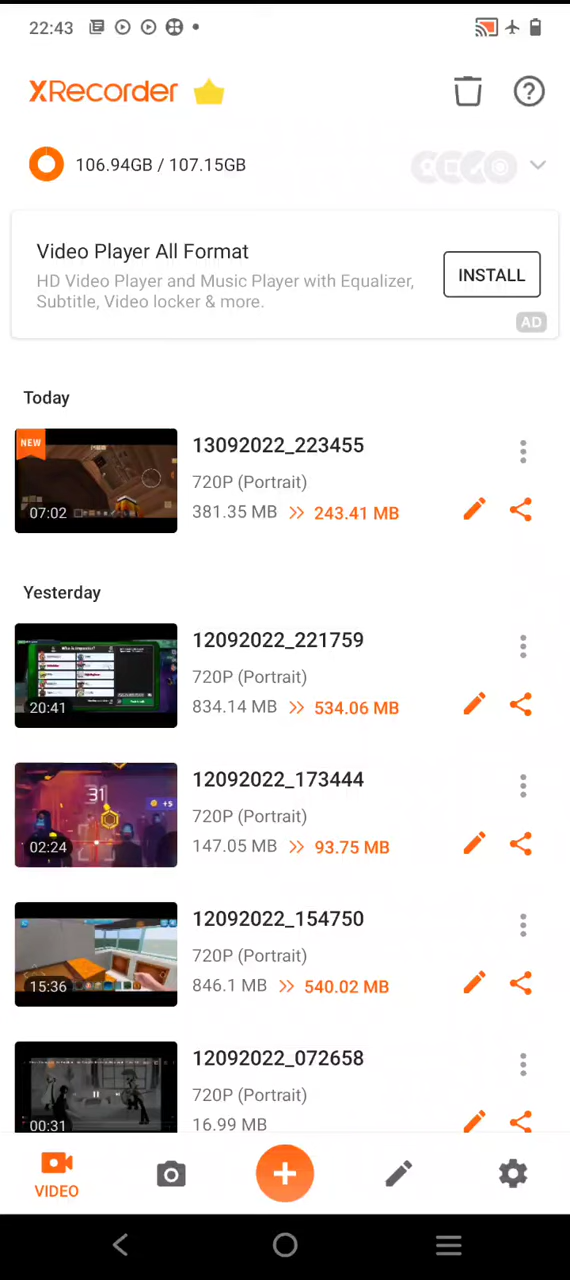 22:43
XRecorder
106.94GB / 107.15GB
Video Player All Format
HD Video Player and Music Player with Equalizer,
Subtitle, Video locker & more.
INSTALL
AD
Today
NEW
07:02
13092022_223455
720P (Portrait)
381.35 MB >> 243.41 MB
Yesterday
20:41
12092022_221759
720P (Portrait)
834.14 MB >> 534.06 MB
31
+5
02:24
12092022_173444
720P (Portrait)
147.05 MB >> 93.75 MB
15:36
12092022_154750
720P (Portrait)
846.1 MB >> 540.02 MB
00:31
12092022_072658
720P (Portrait)
16.99 MB
VIDEO